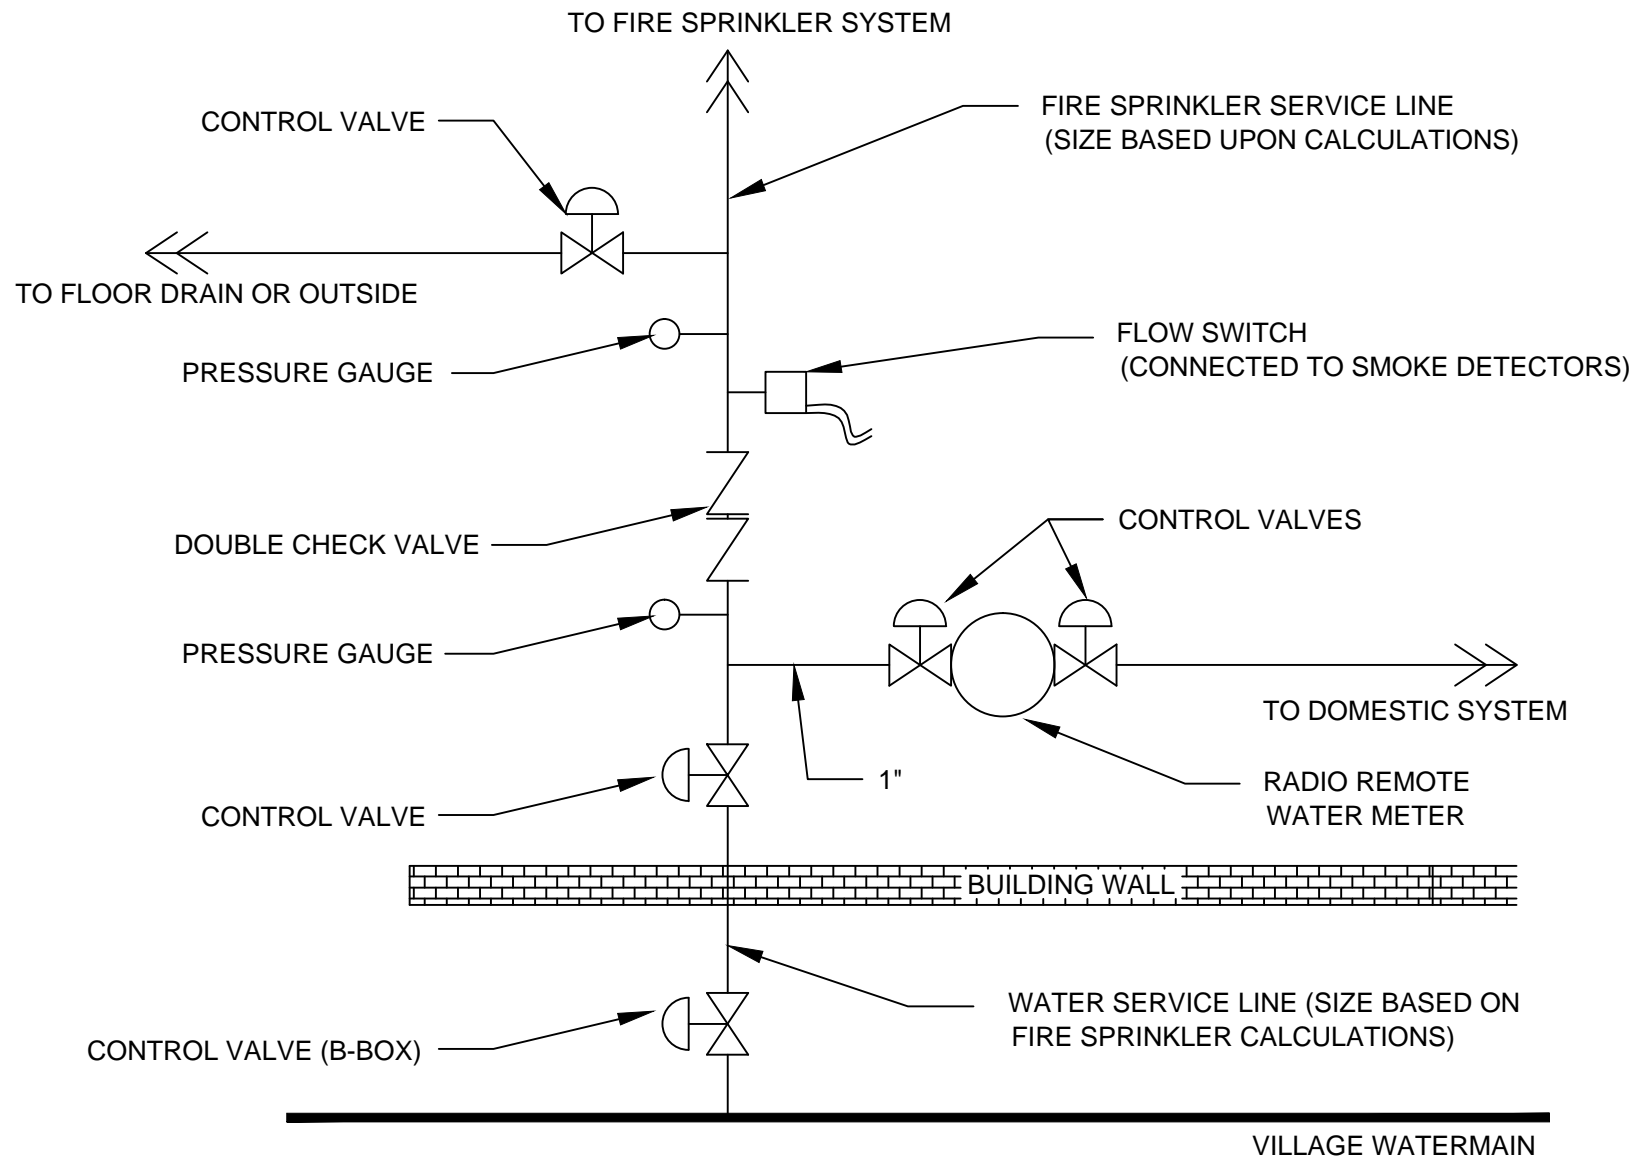 TO FIRE SPRINKLER SYSTEM
CONTROL VALVE
FIRE SPRINKLER SERVICE LINE
(SIZE BASED UPON CALCULATIONS)
TO FLOOR DRAIN OR OUTSIDE
PRESSURE GAUGE
FLOW SWITCH
(CONNECTED TO SMOKE DETECTORS)
DOUBLE CHECK VALVE
CONTROL VALVES
PRESSURE GAUGE
TO DOMESTIC SYSTEM
1"
RADIO REMOTE
WATER METER
CONTROL VALVE
BUILDING WALL
WATER SERVICE LINE (SIZE BASED ON
FIRE SPRINKLER CALCULATIONS)
CONTROL VALVE (B-BOX)
VILLAGE WATERMAIN